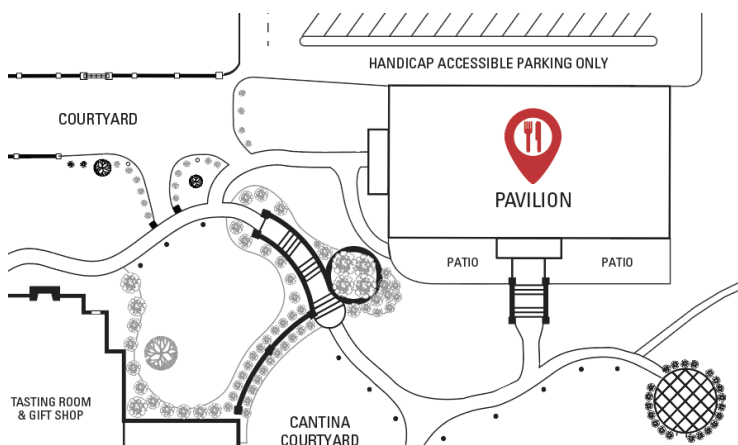 HANDICAP ACCESSIBLE PARKING ONLY
COURTYARD
PAVILION
PATIO
PATIO
TASTING ROOM
& GIFT SHOP
CANTINA
COURTYARD